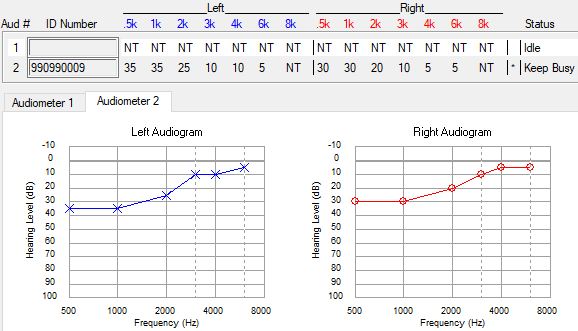 Left Right
Aud # ID Number .5k 1k 2k 3k 4k 6k 8k .5k 1k 2k 3k 4k 6k 8k Status
1 NT NT NT NT NT NT NT NT NT NT NT NT NT NT Idle
2 990990009 35 35 25 10 10 5 NT 30 30 20 10 5 5 NT * Keep Busy
Audiometer 1 Audiometer 2
Left Audiogram
Hearing Level (dB)
-10
0
10
20
30
40
50
60
70
80
90
100
500 1000 2000 4000 8000
Frequency (Hz)
Right Audiogram
Hearing Level (dB)
-10
0
10
20
30
40
50
60
70
80
90
100
500 1000 2000 4000 8000
Frequency (Hz)